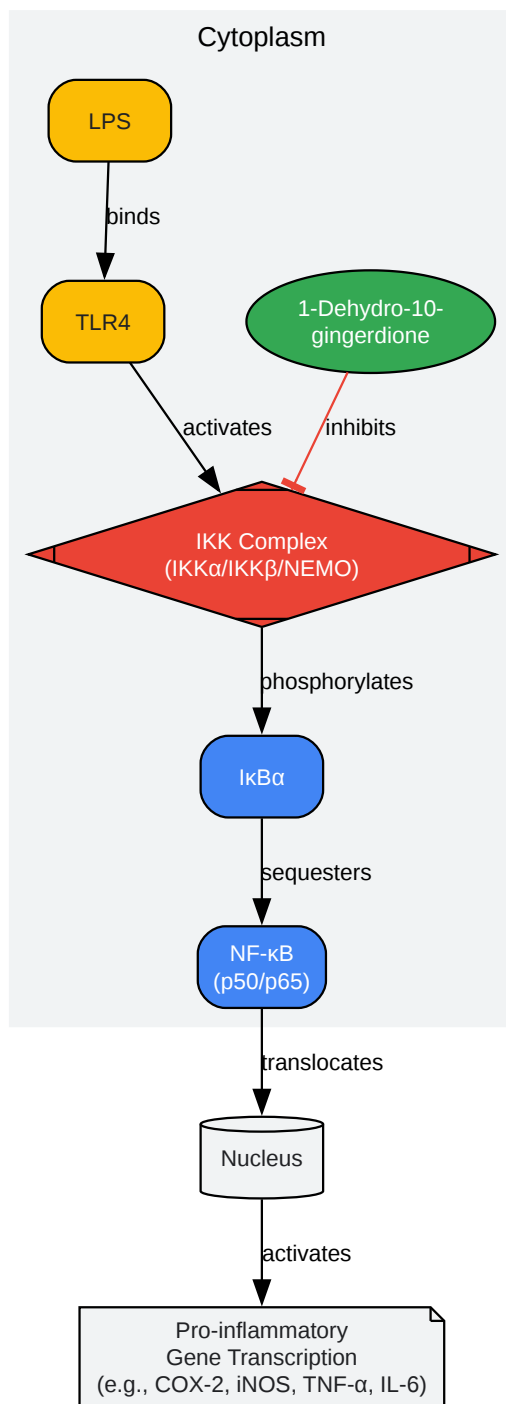 Cytoplasm
LPS
binds
TLR4
1-Dehydro-10-
gingerdione
activates
inhibits
IKK Complex
(IKKα/IKKβ/NEMO)
phosphorylates
IκBα
sequesters
NF-κB
(p50/p65)
translocates
Nucleus
activates
Pro-inflammatory
Gene Transcription
(e.g., COX-2, iNOS, TNF-α, IL-6)